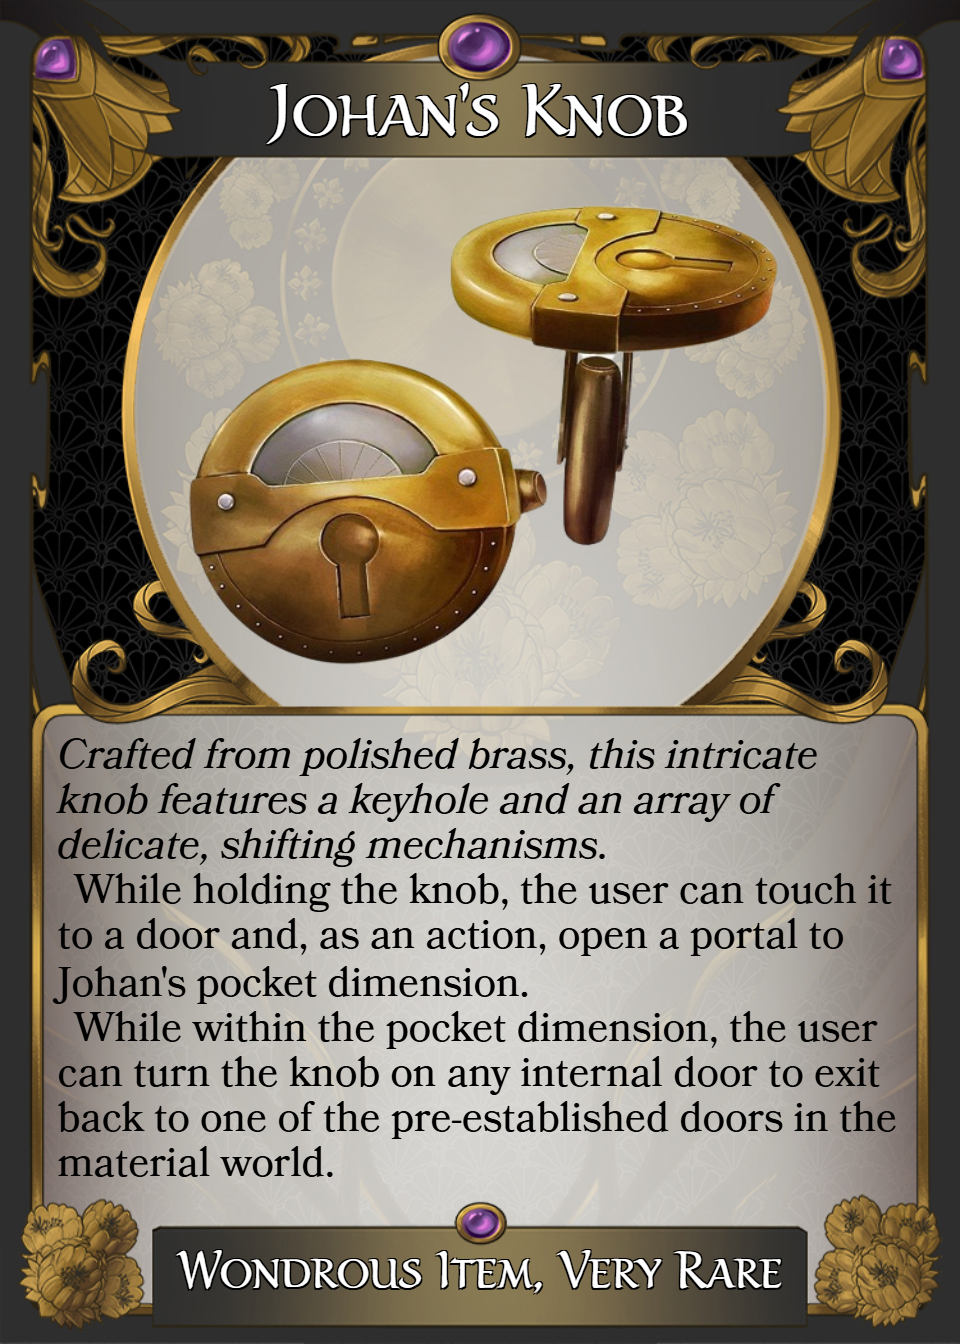 Johan's Knob
Crafted from polished brass, this intricate
knob features a keyhole and an array of
delicate, shifting mechanisms.
While holding the knob, the user can touch it
to a door and, as an action, open a portal to
Johan's pocket dimension.
While within the pocket dimension, the user
can turn the knob on any internal door to exit
back to one of the pre-established doors in the
material world.
Wondrous Item, Very Rare